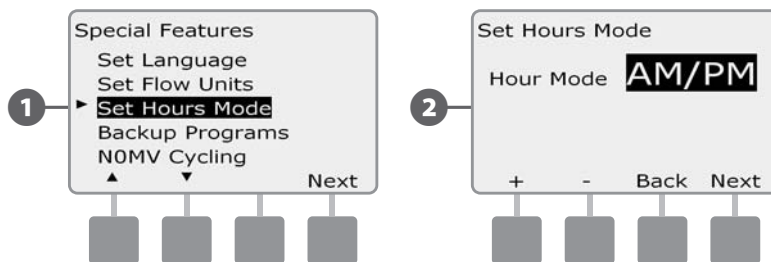 1
Special Features
Set Language
Set Flow Units
Set Hours Mode
Backup Programs
N0MV Cycling
Next
2
Set Hours Mode
Hour Mode AM/PM
+ - Back Next